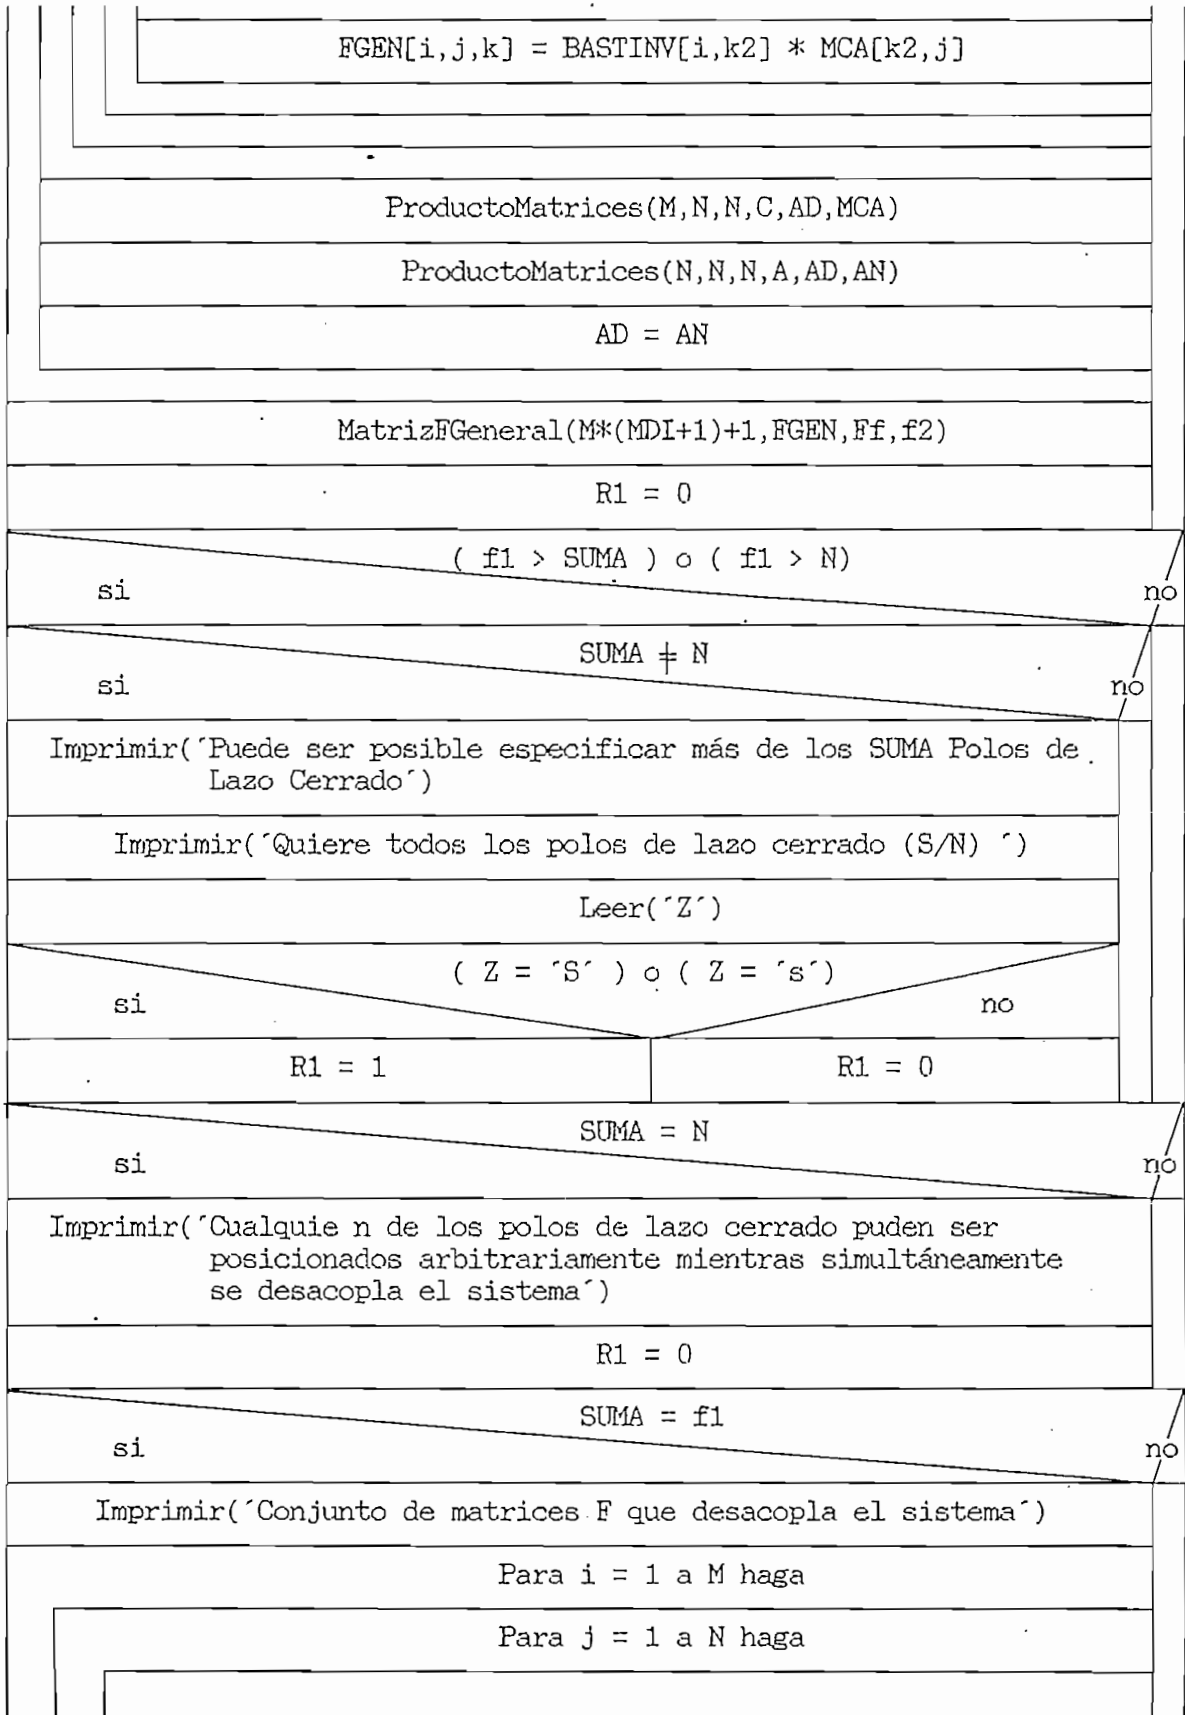 FGEN[i,j,k] = BASTINV[i,k2] * MCA[k2,j]
ProductoMatrices(M,N,N,C,AD,MCA)
ProductoMatrices(N,N,N,A,AD,AN)
AD = AN
MatrizFGeneral(M*(MDI+1)+1,FGEN,Ff,f2)
R1 = 0
( f1 > SUMA ) o ( f1 > N)
si no
SUMA ≠ N
si no
Imprimir(´Puede ser posible especificar más de los SUMA Polos de
Lazo Cerrado´)
Imprimir(´Quiere todos los polos de lazo cerrado (S/N) ´)
Leer(´Z´)
( Z = ´S´ ) o ( Z = ´s´)
si no
R1 = 1 R1 = 0
SUMA = N
si no
Imprimir(´Cualquie n de los polos de lazo cerrado puden ser
posicionados arbitrariamente mientras simultáneamente
se desacopla el sistema´)
R1 = 0
SUMA = f1
si no
Imprimir(´Conjunto de matrices F que desacopla el sistema´)
Para i = 1 a M haga
Para j = 1 a N haga